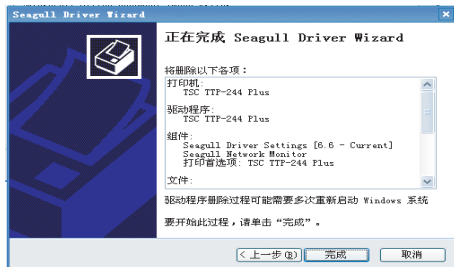 Seagull Driver Wizard
正在完成 Seagull Driver Wizard
将删除以下各项：
打印机:
TSC TTP-244 Plus
驱动程序:
TSC TTP-244 Plus
组件:
Seagull Driver Settings [6.6 - Current]
Seagull Network Monitor
打印首选项: TSC TTP-244 Plus
文件:
驱动程序删除过程可能需要多次重新启动 Windows 系统
要开始此过程，请单击“完成”。
< 上一步(B)
完成
取消